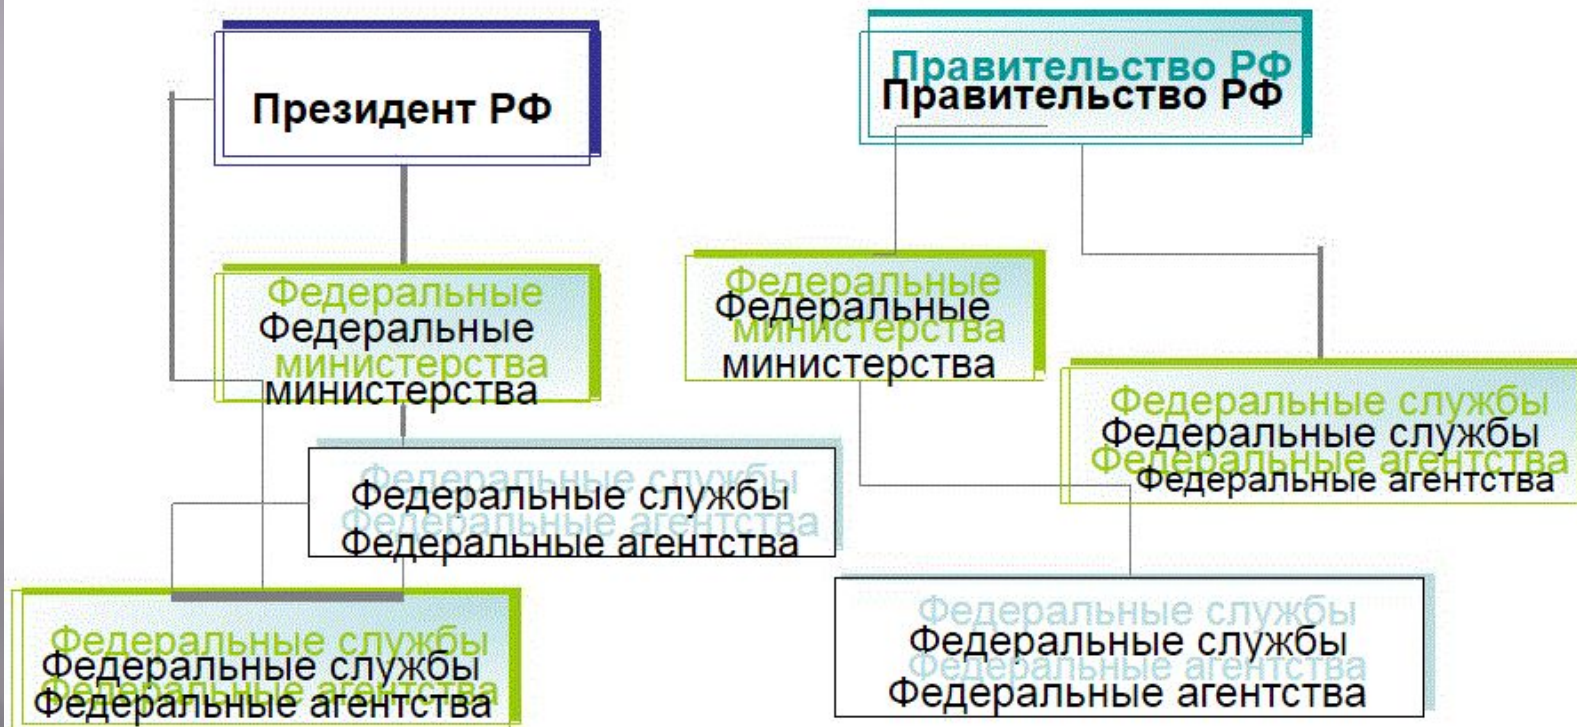 Президент РФ
Правительство РФ
Правительство РФ
Федеральные
Федеральные
министерства
министерства
Федеральные
Федеральные
министерства
министерства
Федеральные службы
Федеральные службы
Федеральные агентства
Федеральные агентства
Федеральные службы
Федеральные службы
Федеральные агентства
Федеральные агентства
Федеральные службы
Федеральные службы
Федеральные агентства
Федеральные агентства
Федеральные службы
Федеральные службы
Федеральные агентства
Федеральные агентства